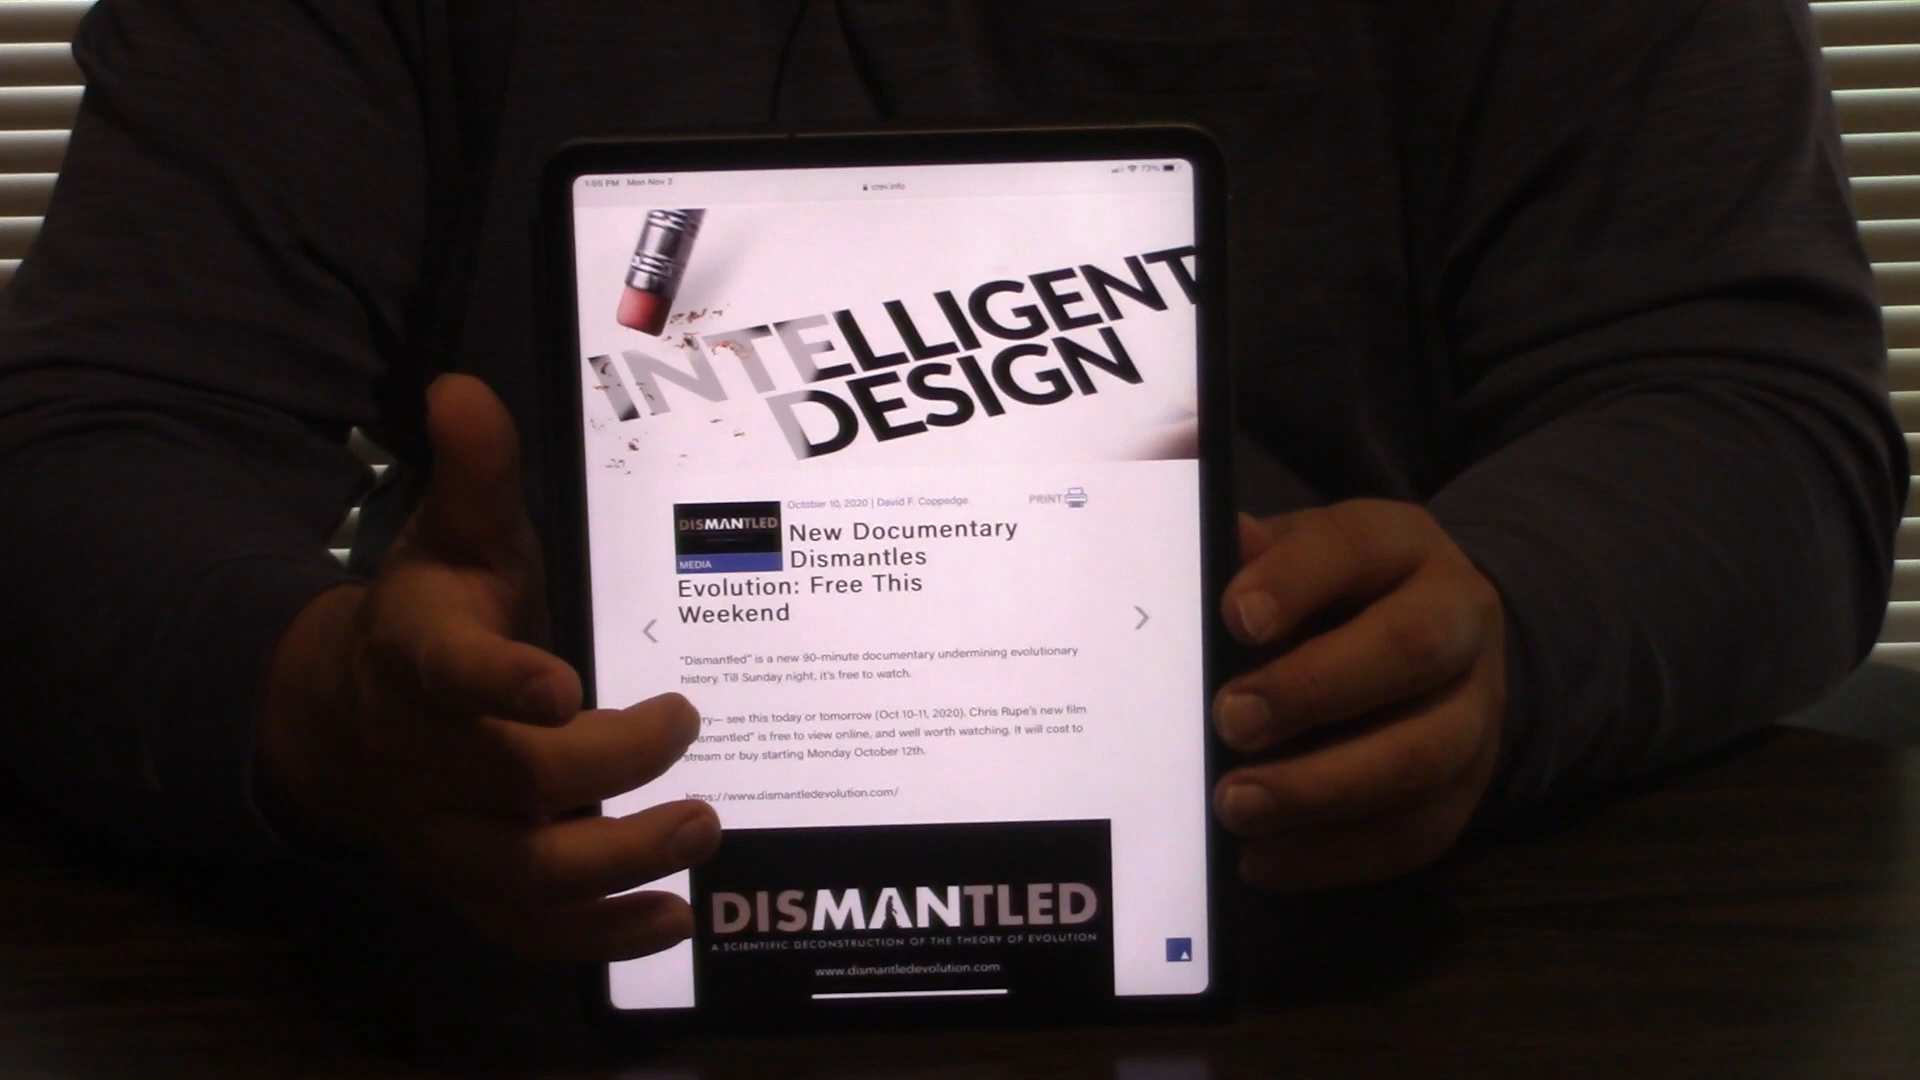 1:05 PM Mon Nov 2
73%
crev.info
INTELLIGENT
DESIGN
October 10, 2020 | David F. Coppedge
PRINT
DISMANTLED
MEDIA
New Documentary
Dismantles
Evolution: Free This
Weekend
"Dismantled" is a new 90-minute documentary undermining evolutionary
history. Till Sunday night, it's free to watch.
ry— see this today or tomorrow (Oct 10-11, 2020). Chris Rupe's new film
smantled" is free to view online, and well worth watching. It will cost to
stream or buy starting Monday October 12th.
https://www.dismantledevolution.com/
DISMANTLED
A SCIENTIFIC DECONSTRUCTION OF THE THEORY OF EVOLUTION
www.dismantledevolution.com